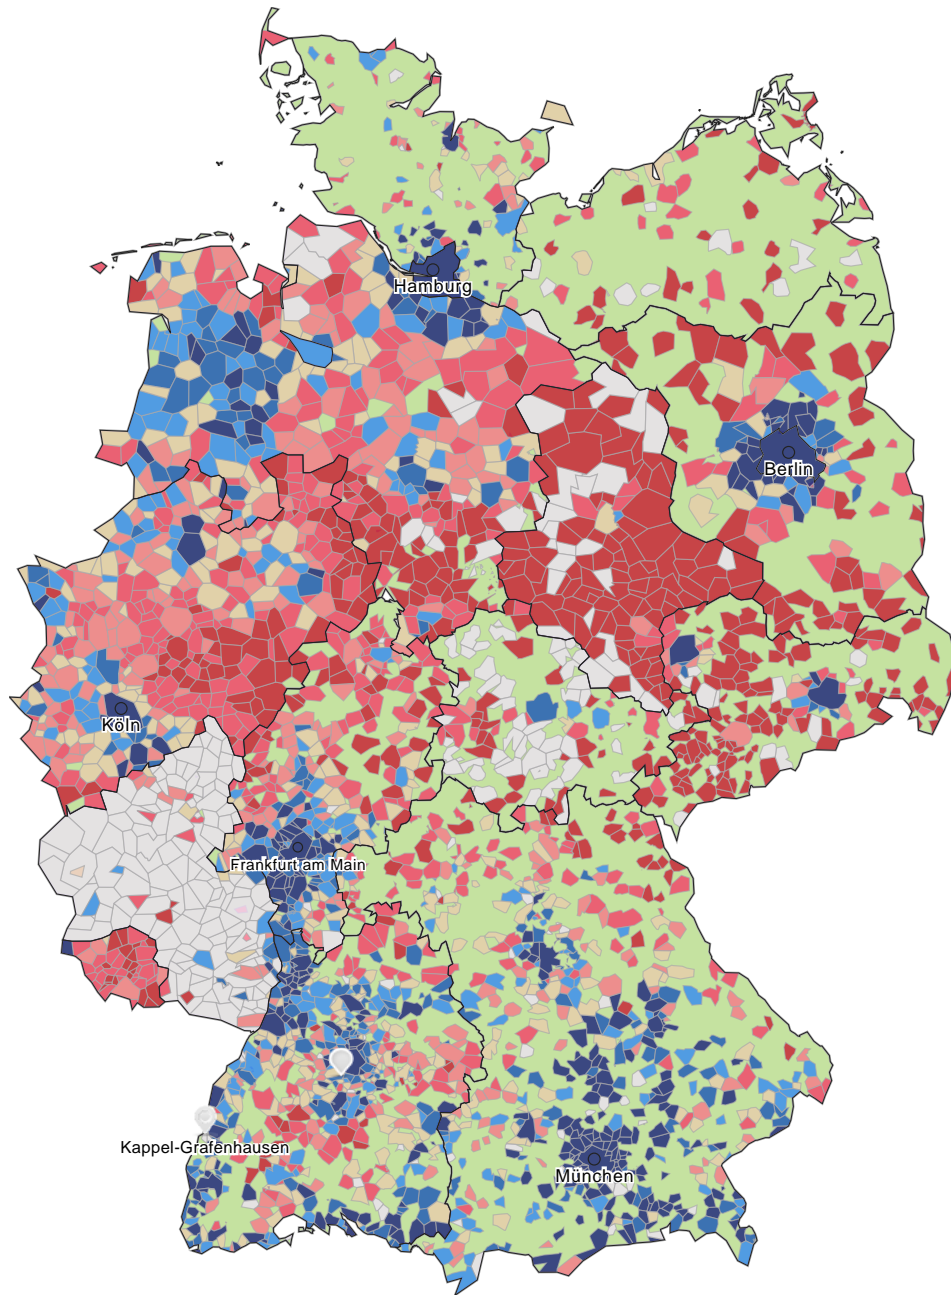 Hamburg
Berlin
Köln
Frankfurt am Main
Kappel-Grafenhausen
München